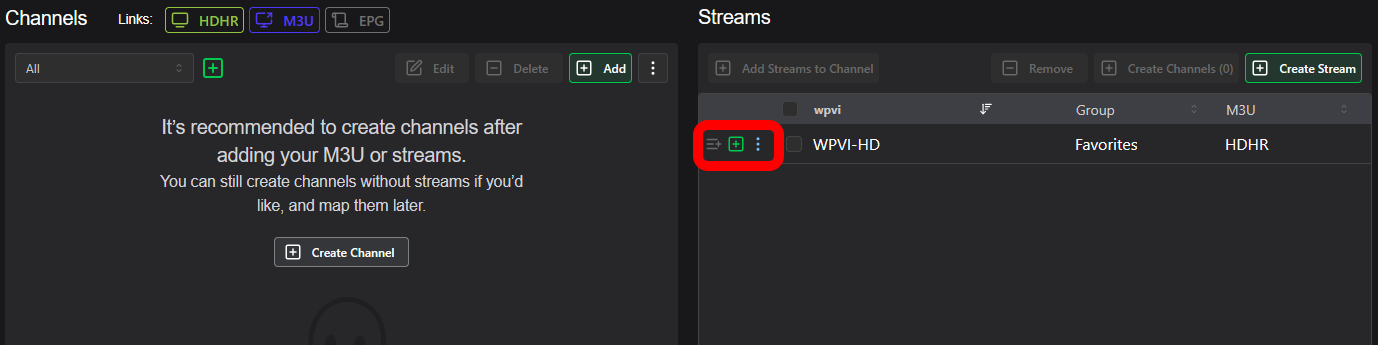 Channels Links: HDHR M3U EPG
All Edit Delete Add
It's recommended to create channels after
adding your M3U or streams.
You can still create channels without streams if you'd
like, and map them later.
Create Channel
Streams
Add Streams to Channel Remove Create Channels (0) Create Stream
wpvi Group M3U
WPVI-HD Favorites HDHR